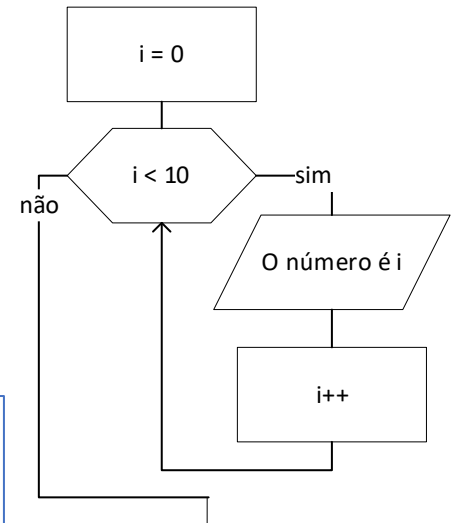 i = 0
i < 10
sim
não
O número é i
i++